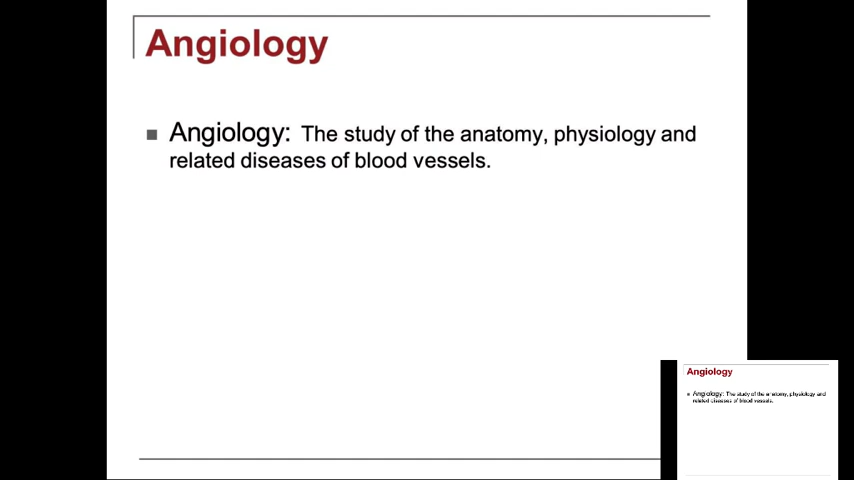 Angiology
Angiology: The study of the anatomy, physiology and
related diseases of blood vessels.
Angiology
Angiology: The study of the anatomy, physiology and
related diseases of blood vessels.